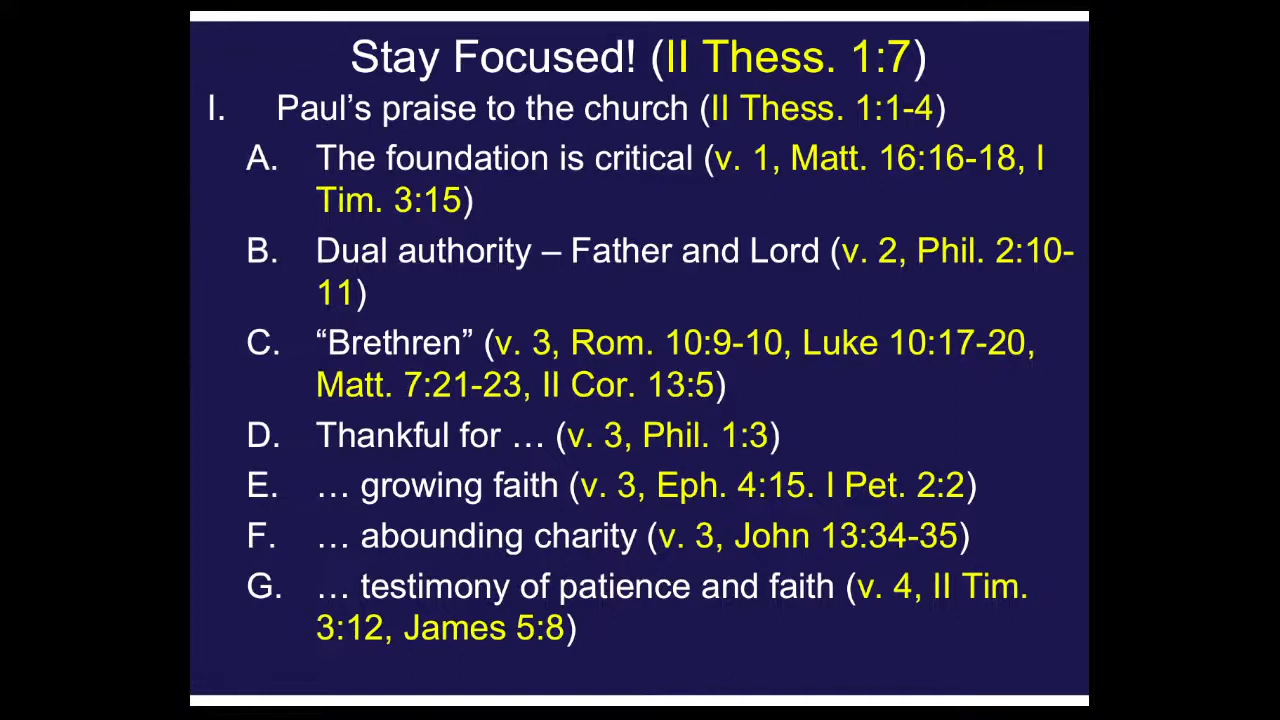 Stay Focused! (II Thess. 1:7)
I. Paul’s praise to the church (II Thess. 1:1-4)
A. The foundation is critical (v. 1, Matt. 16:16-18, I
Tim. 3:15)
B. Dual authority – Father and Lord (v. 2, Phil. 2:10-
11)
C. “Brethren” (v. 3, Rom. 10:9-10, Luke 10:17-20,
Matt. 7:21-23, II Cor. 13:5)
D. Thankful for … (v. 3, Phil. 1:3)
E. … growing faith (v. 3, Eph. 4:15. I Pet. 2:2)
F. … abounding charity (v. 3, John 13:34-35)
G. … testimony of patience and faith (v. 4, II Tim.
3:12, James 5:8)